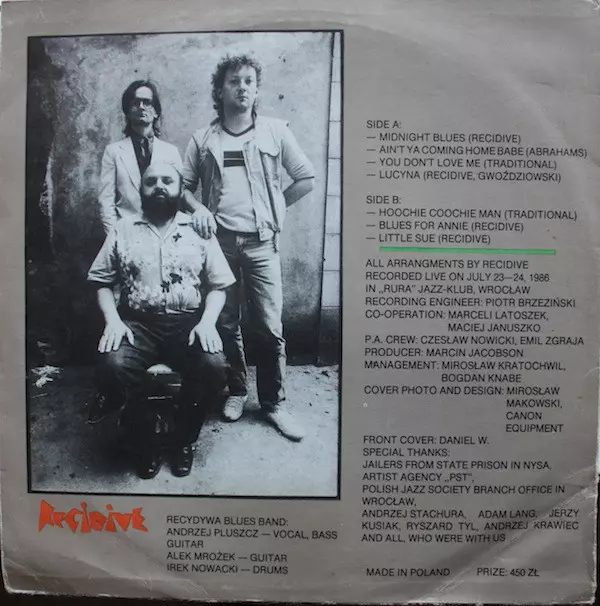 SIDE A:
— MIDNIGHT BLUES (RECIDIVE)
— AIN'T YA COMING HOME BABE (ABRAHAMS)
— YOU DON'T LOVE ME (TRADITIONAL)
— LUCYNA (RECIDIVE, GWOŹDZIOWSKI)
SIDE B:
— HOOCHIE COOCHIE MAN (TRADITIONAL)
— BLUES FOR ANNIE (RECIDIVE)
— LITTLE SUE (RECIDIVE)
ALL ARRANGMENTS BY RECIDIVE
RECORDED LIVE ON JULY 23—24, 1986
IN „RURA" JAZZ-KLUB, WROCŁAW
RECORDING ENGINEER: PIOTR BRZEZIŃSKI
CO-OPERATION: MARCELI LATOSZEK,
MACIEJ JANUSZKO
P.A. CREW: CZESŁAW NOWICKI, EMIL ZGRAJA
PRODUCER: MARCIN JACOBSON
MANAGEMENT: MIROSŁAW KRATOCHWIL,
BOGDAN KNABE
COVER PHOTO AND DESIGN: MIROSŁAW
MAKOWSKI,
CANON
EQUIPMENT
FRONT COVER: DANIEL W.
SPECIAL THANKS:
JAILERS FROM STATE PRISON IN NYSA,
ARTIST AGENCY „PST",
POLISH JAZZ SOCIETY BRANCH OFFICE IN
WROCŁAW,
ANDRZEJ STACHURA, ADAM LANG, JERZY
KUSIAK, RYSZARD TYL, ANDRZEJ KRAWIEC
AND ALL, WHO WERE WITH US
MADE IN POLAND PRIZE: 450 ZŁ
Recidive
RECYDYWA BLUES BAND:
ANDRZEJ PLUSZCZ — VOCAL, BASS
GUITAR
ALEK MROŻEK — GUITAR
IREK NOWACKI — DRUMS